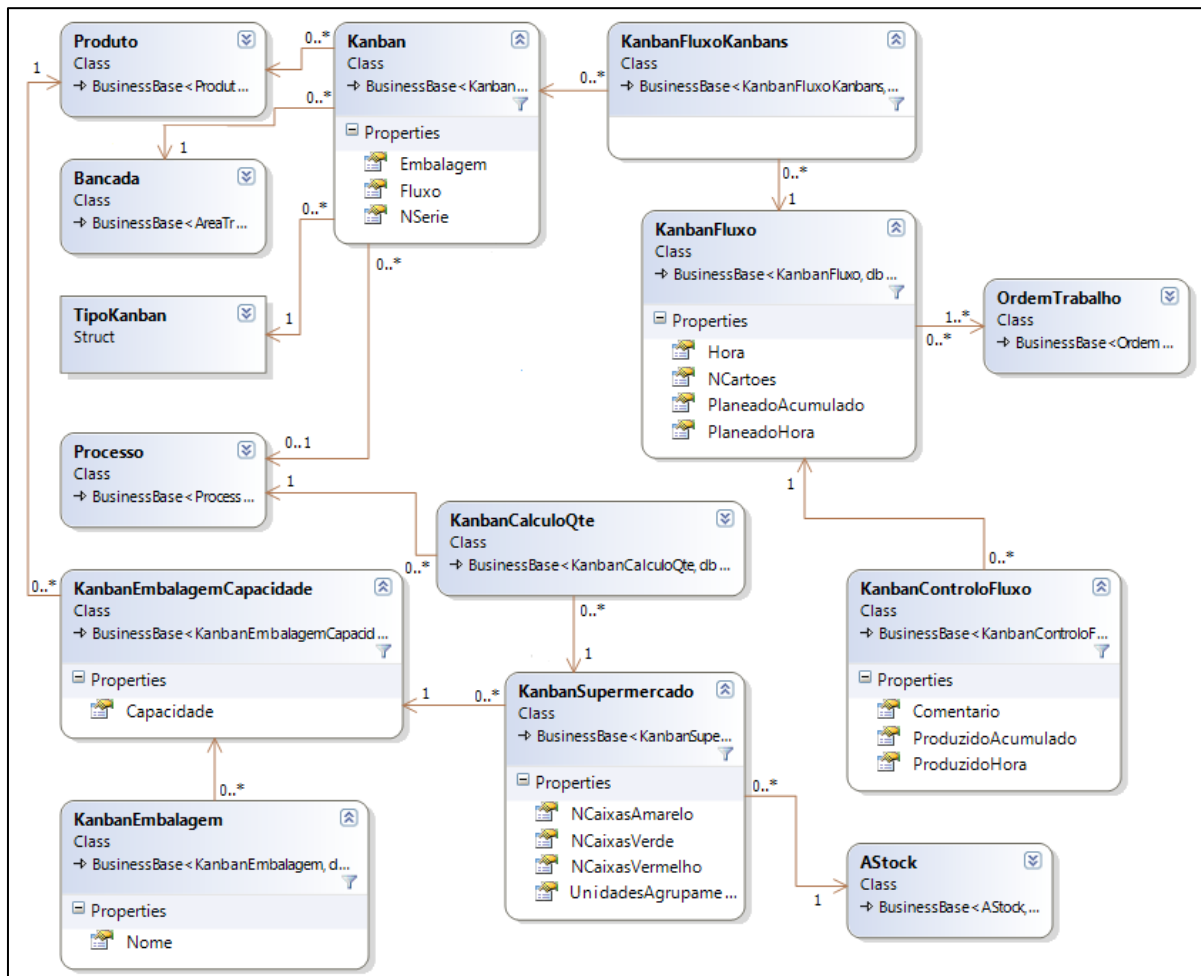 Produto
Class
BusinessBase<Produt...
1
0..*
0..*
Kanban
Class
BusinessBase<Kanban...
Properties
Embalagem
Fluxo
NSerie
0..*
KanbanFluxoKanbans
Class
BusinessBase<KanbanFluxoKanbans,...
1
Bancada
Class
BusinessBase<AreaTr...
0..*
0..*
0..*
1
KanbanFluxo
Class
BusinessBase<KanbanFluxo, db ...
Properties
Hora
NCartoes
PlaneadoAcumulado
PlaneadoHora
1..*
0..*
OrdemTrabalho
Class
BusinessBase<Ordem ...
TipoKanban
Struct
1
0..1
Processo
Class
BusinessBase<Process ...
1
0..*
KanbanCalculoQte
Class
BusinessBase<KanbanCalculoQte, db ...
0..*
1
1
0..*
KanbanControloFluxo
Class
BusinessBase<KanbanControloF...
Properties
Comentario
ProduzidoAcumulado
ProduzidoHora
0..*
KanbanEmbalagemCapacidade
Class
BusinessBase<KanbanEmbalagemCapacid ...
Properties
Capacidade
1
0..*
KanbanSupermercado
Class
BusinessBase<KanbanSupe...
Properties
NCaixasAmarelo
NCaixasVerde
NCaixasVermelho
UnidadesAgrupame...
0..*
1
0..*
KanbanEmbalagem
Class
BusinessBase<KanbanEmbalagem, d...
Properties
Nome
AStock
Class
BusinessBase<AStock,...